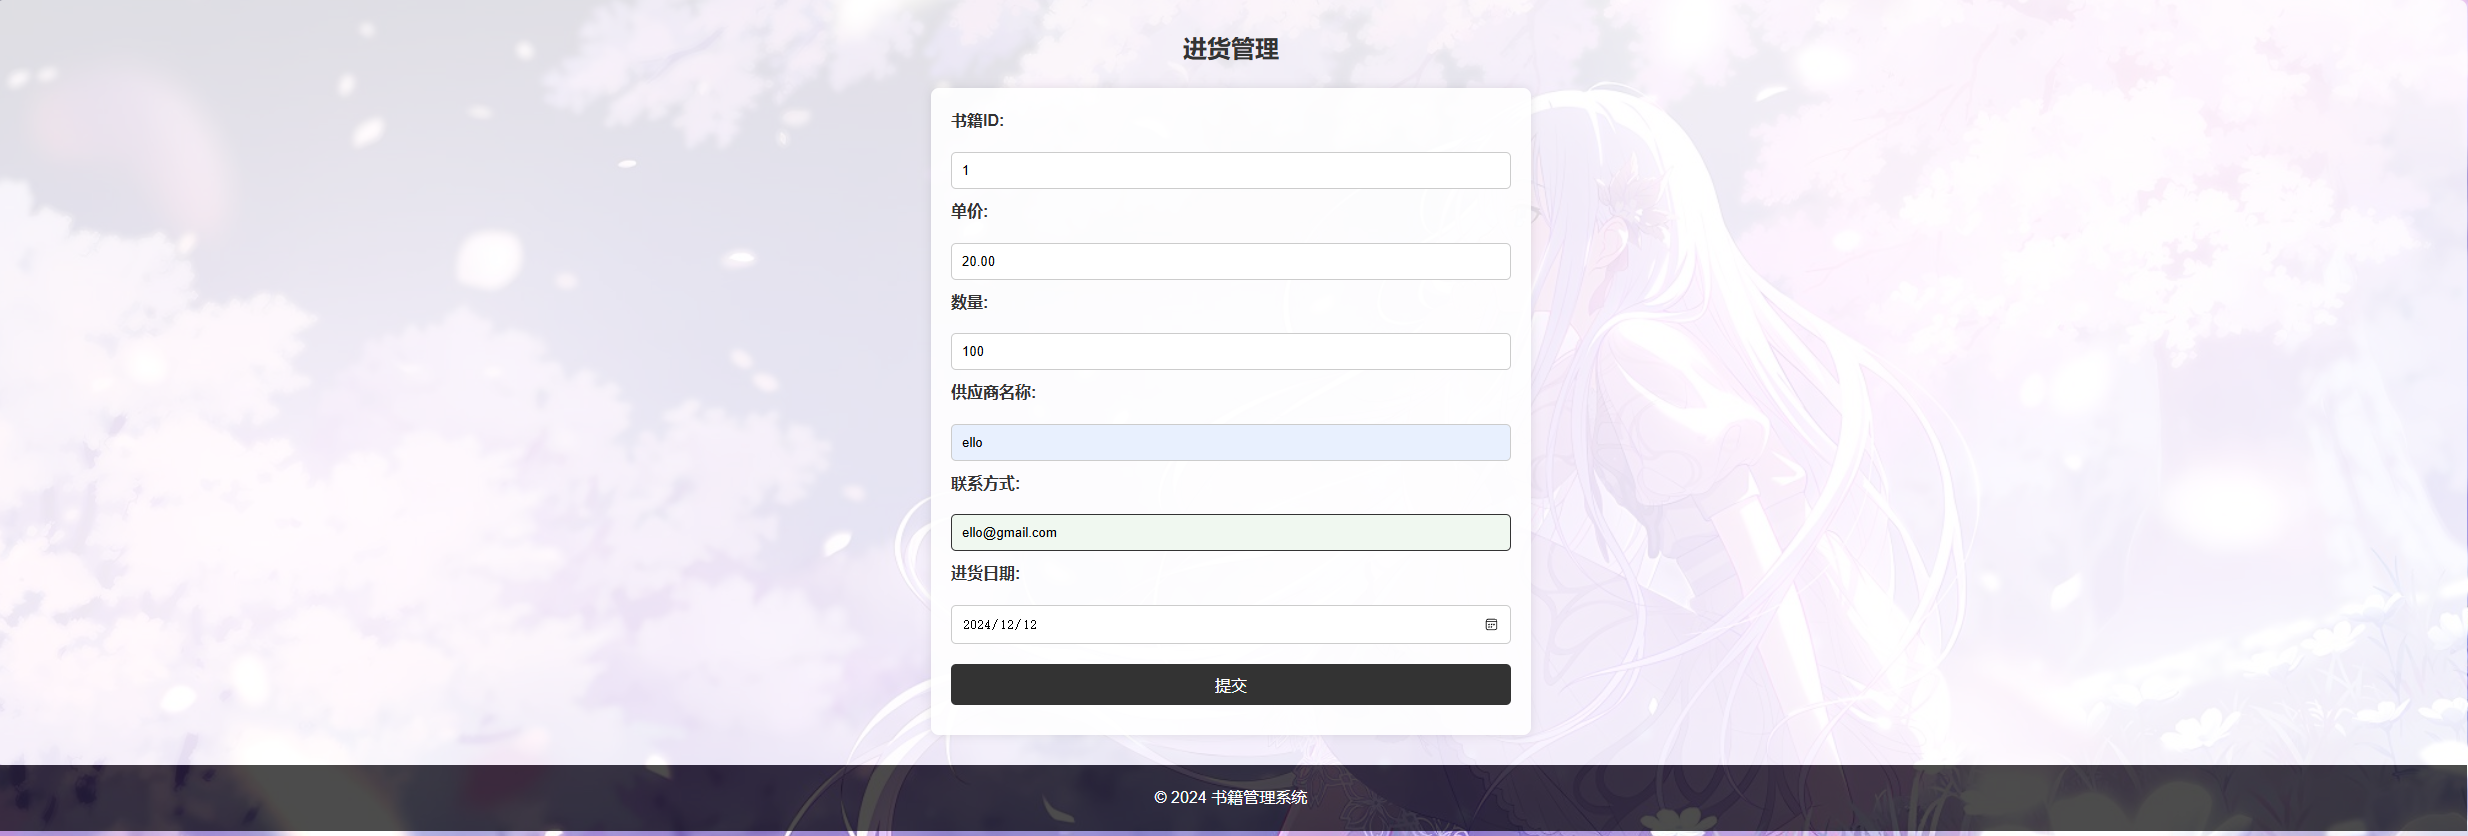 进货管理
书籍ID:
1
单价:
20.00
数量:
100
供应商名称:
ello
联系方式:
ello@gmail.com
进货日期:
2024/12/12
提交
© 2024 书籍管理系统